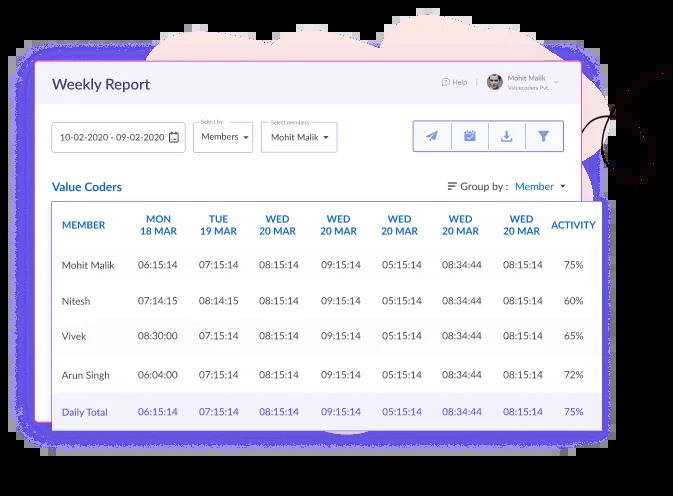 Weekly Report
Help
Mohit Malik
Valuecoders Pvt...
10-02-2020 - 09-02-2020
Select by
Members
Select members
Mohit Malik
Value Coders
Group by : Member
MEMBER MON 18 MAR TUE 19 MAR WED 20 MAR WED 20 MAR WED 20 MAR WED 20 MAR WED 20 MAR ACTIVITY
Mohit Malik 06:15:14 07:15:14 08:15:14 09:15:14 05:15:14 08:34:44 08:15:14 75%
Nitesh 07:14:15 08:14:15 08:15:14 09:15:14 05:15:14 08:34:44 08:15:14 60%
Vivek 08:30:00 07:15:14 08:15:14 09:15:14 05:15:14 08:34:44 08:15:14 65%
Arun Singh 06:04:00 07:15:14 08:15:14 09:15:14 05:15:14 08:34:44 08:15:14 72%
Daily Total 06:15:14 07:15:14 08:15:14 09:15:14 05:15:14 08:34:44 08:15:14 75%